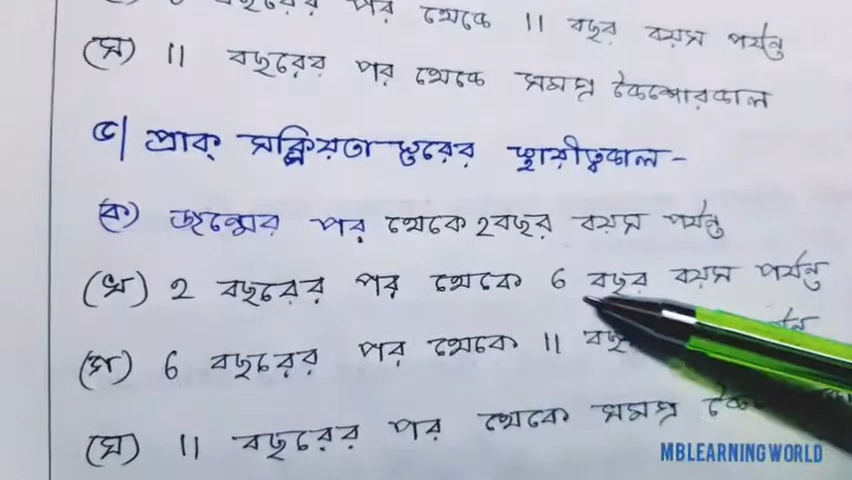 বছরের পর থেকে 11 বছর বয়স পর্যন্ত
(ঘ) 11 বছরের পর থেকে সমগ্র কৈশোরকাল
৫| প্রাক্ সক্রিয়তা স্তরের স্থায়ীত্বকাল-
(ক) জন্মের পর থেকে 2বছর বয়স পর্যন্ত
(খ) 2 বছরের পর থেকে 6 বছর বয়স পর্যন্ত
(গ) 6 বছরের পর থেকে 11
(ঘ) 11 বছরের পর থেকে সমগ্র
MBLEARNINGWORLD